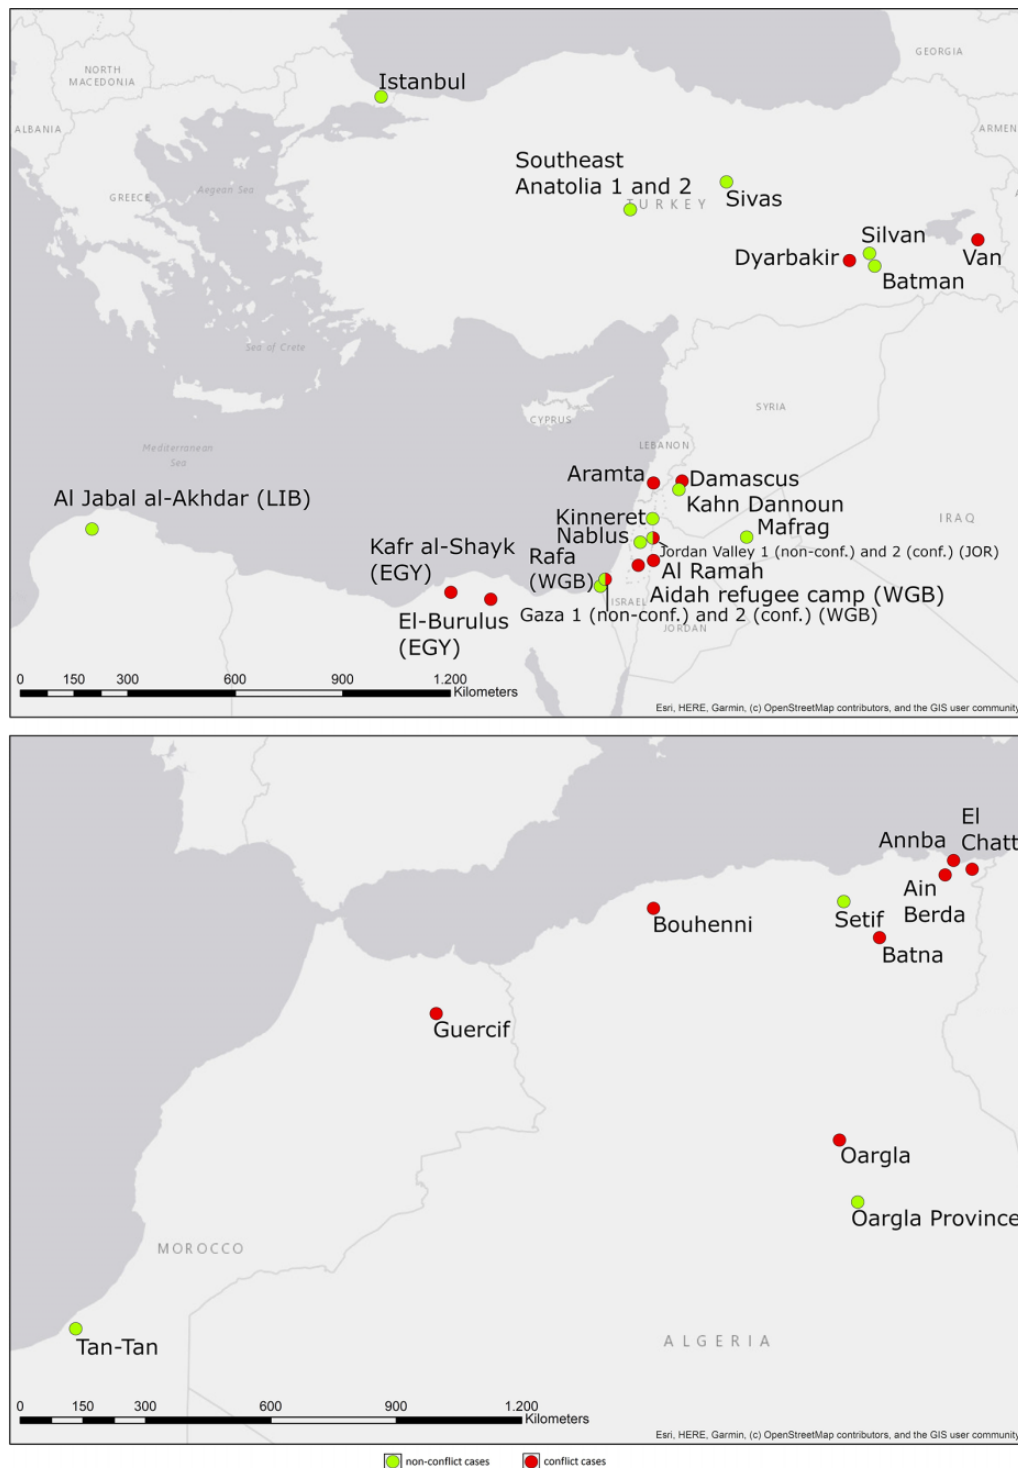 GEORGIA
NORTH
MACEDONIA
Istanbul
ALBANIA
ARMEN
Southeast
Anatolia 1 and 2
GREECE
Aegean Sea
TURKEY
Sivas
Silvan
Dyarbakir
Van
Batman
Sea of Crete
CYPRUS
SYRIA
Mediterranean
Sea
LEBANON
Aramta
Damascus
Al Jabal al-Akhdar (LIB)
Kahn Dannoun
Kinneret
IRAQ
Mafrag
Nablus
Kafr al-Shayk
(EGY)
Jordan Valley 1 (non-conf.) and 2 (conf.) (JOR)
Rafa
(WGB)
Al Ramah
Aidah refugee camp (WGB)
ISRAEL
El-Burulus
(EGY)
Gaza 1 (non-conf.) and 2 (conf.) (WGB)
JORDAN
0 150 300 600 900 1.200
Kilometers
Esri, HERE, Garmin, (c) OpenStreetMap contributors, and the GIS user community
El
Chatt
Annba
Ain
Berda
Setif
Bouhenni
Batna
Guercif
Oargla
Oargla Province
MOROCCO
Tan-Tan
ALGERIA
0 150 300 600 900 1.200
Kilometers
Esri, HERE, Garmin, (c) OpenStreetMap contributors, and the GIS user community
non-conflict cases conflict cases